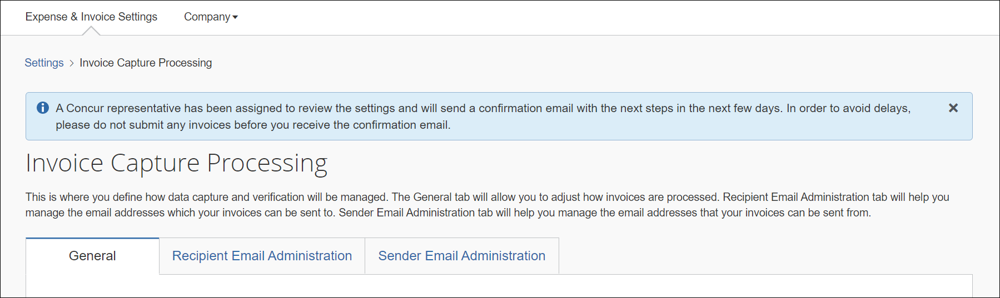 Expense & Invoice Settings Company
Settings > Invoice Capture Processing
A Concur representative has been assigned to review the settings and will send a confirmation email with the next steps in the next few days. In order to avoid delays,
please do not submit any invoices before you receive the confirmation email.
Invoice Capture Processing
This is where you define how data capture and verification will be managed. The General tab will allow you to adjust how invoices are processed. Recipient Email Administration tab will help you
manage the email addresses which your invoices can be sent to. Sender Email Administration tab will help you manage the email addresses that your invoices can be sent from.
General Recipient Email Administration Sender Email Administration